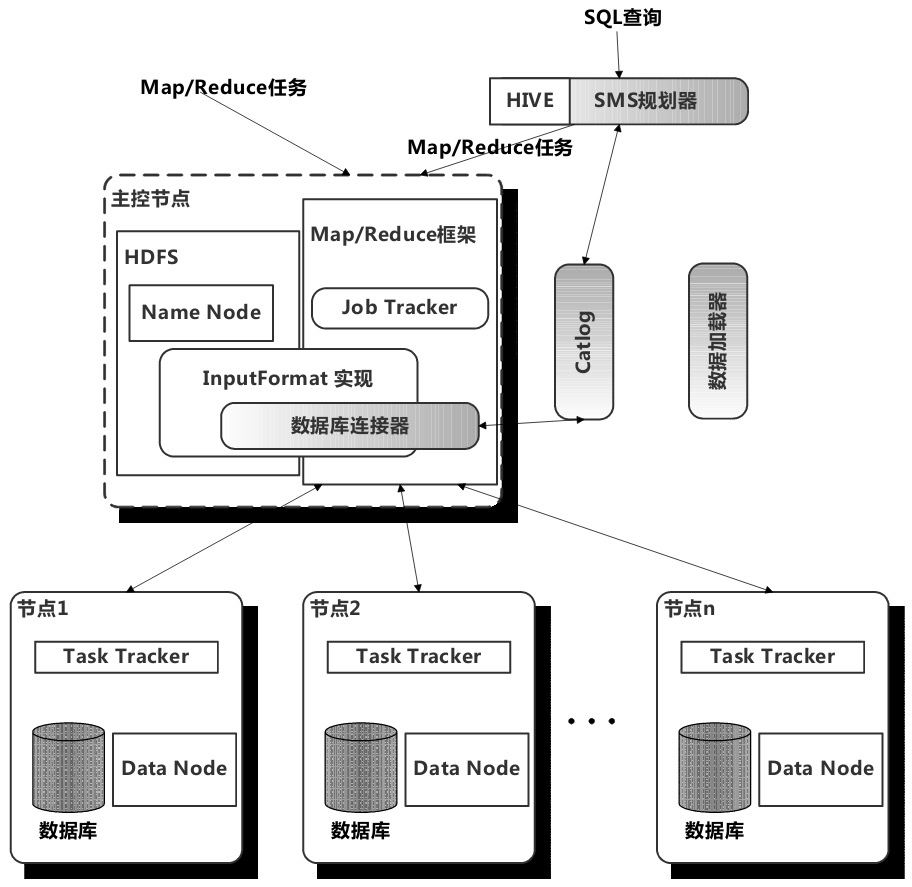 SQL查询
Map/Reduce任务
HIVE
SMS规划器
Map/Reduce任务
主控节点
Map/Reduce框架
HDFS
Name Node
Job Tracker
InputFormat 实现
数据库连接器
Catlog
数据加载器
节点1
Task Tracker
Data Node
数据库
节点2
Task Tracker
Data Node
数据库
• • •
节点n
Task Tracker
Data Node
数据库